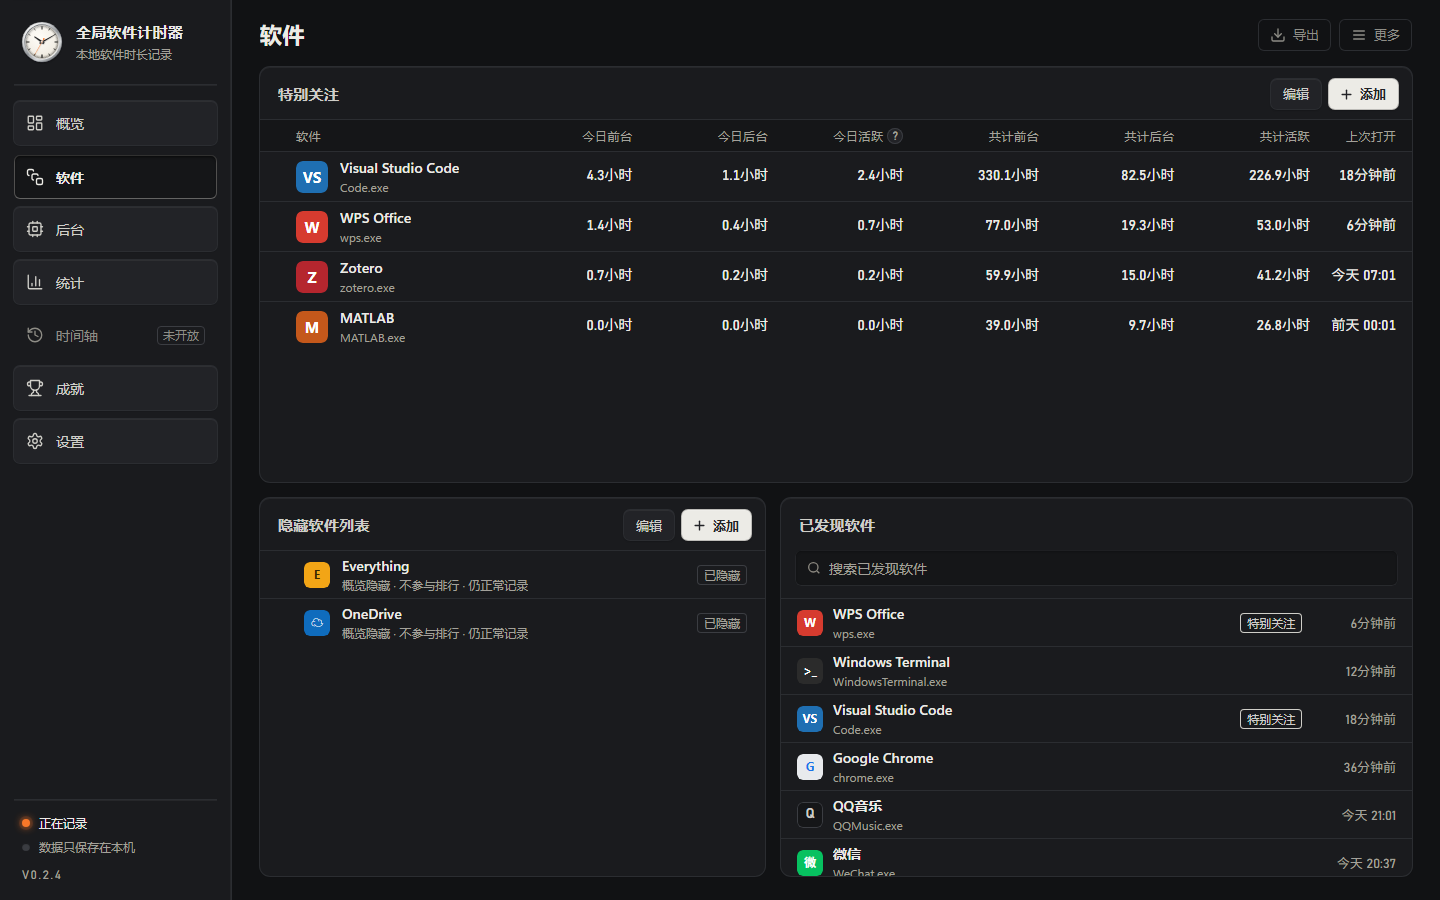 全局软件计时器
本地软件时长记录
概览
软件
后台
统计
时间轴 未开放
成就
设置
正在记录
数据只保存在本机
V0.2.4
软件
导出 更多
特别关注 编辑 + 添加
软件 今日前台 今日后台 今日活跃 ? 共计前台 共计后台 共计活跃 上次打开
VS Visual Studio Code 4.3小时 1.1小时 2.4小时 330.1小时 82.5小时 226.9小时 18分钟前
Code.exe
W WPS Office 1.4小时 0.4小时 0.7小时 77.0小时 19.3小时 53.0小时 6分钟前
wps.exe
Z Zotero 0.7小时 0.2小时 0.2小时 59.9小时 15.0小时 41.2小时 今天 07:01
zotero.exe
M MATLAB 0.0小时 0.0小时 0.0小时 39.0小时 9.7小时 26.8小时 前天 00:01
MATLAB.exe
隐藏软件列表 编辑 + 添加
E Everything 已隐藏
概览隐藏 · 不参与排行 · 仍正常记录
OneDrive 已隐藏
概览隐藏 · 不参与排行 · 仍正常记录
已发现软件
搜索已发现软件
W WPS Office 特别关注 6分钟前
wps.exe
>_ Windows Terminal 12分钟前
WindowsTerminal.exe
VS Visual Studio Code 特别关注 18分钟前
Code.exe
G Google Chrome 36分钟前
chrome.exe
Q QQ音乐 今天 21:01
QQMusic.exe
微 微信 今天 20:37
WeChat.exe